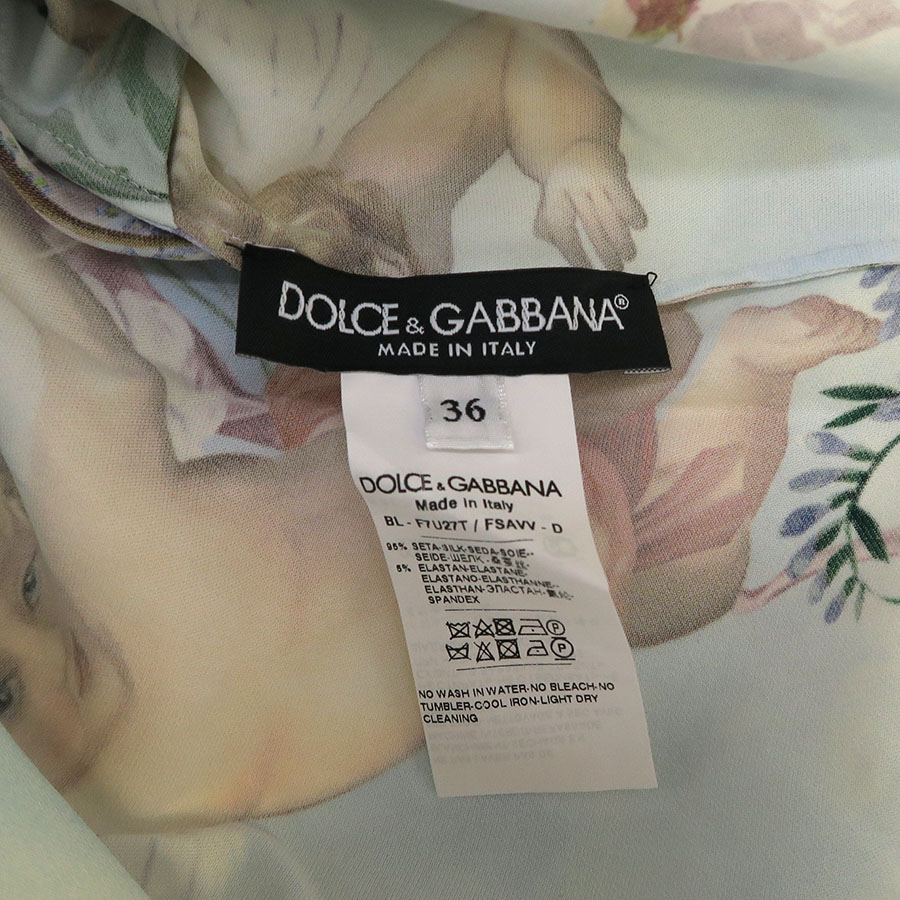 DOLCE & GABBANA®
MADE IN ITALY
36
DOLCE & GABBANA
Made in Italy
BL - F7U27T / FSAVV - D
95% SETA-SILK-SEDA-SOIE-
SEIDE-ШЕЛК-
5% ELASTAN-ELASTANE-
ELASTANO-ELASTHANNE-
ELASTHAN-ЭЛАСТАН-
SPANDEX
P
P
NO WASH IN WATER-NO BLEACH-NO
TUMBLER-COOL IRON-LIGHT DRY
CLEANING